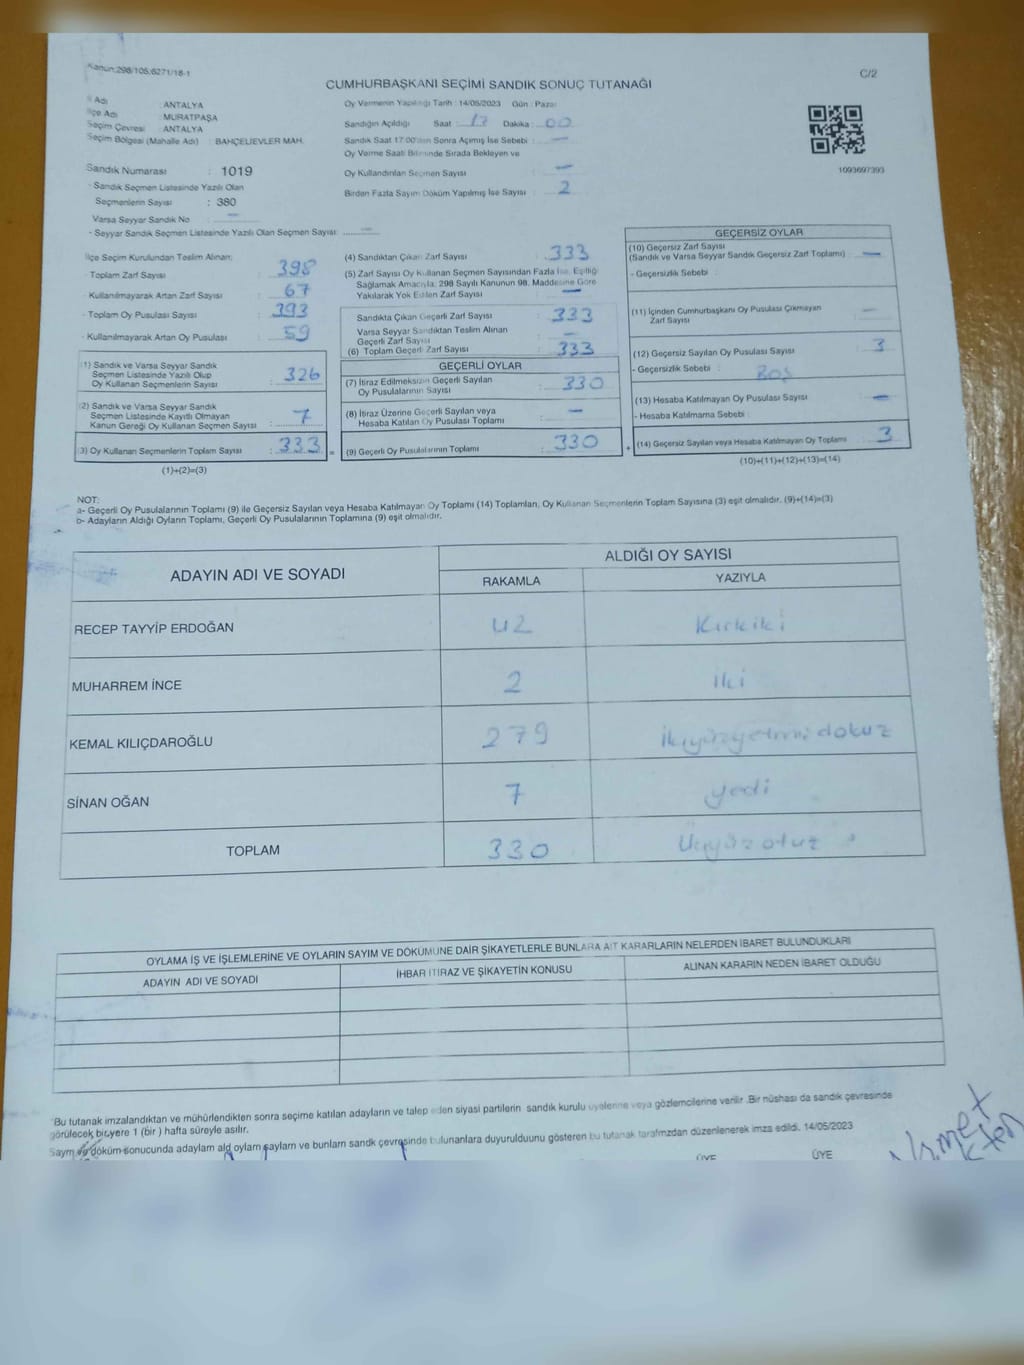 Kanun:298/105;6271/18-1
C/2
CUMHURBAŞKANI SEÇİMİ SANDIK SONUÇ TUTANAĞI
İl Adı : ANTALYA
İlçe Adı : MURATPAŞA
Seçim Çevresi : ANTALYA
Seçim Bölgesi (Mahalle Adı) : BAHÇELİEVLER MAH.
Sandık Numarası : 1019
- Sandık Seçmen Listesinde Yazılı Olan
Seçmenlerin Sayısı : 380
Varsa Seyyar Sandık No : —
- Seyyar Sandık Seçmen Listesinde Yazılı Olan Seçmen Sayısı: —
Oy Vermenin Yapıldığı Tarih : 14/05/2023 Gün : Pazar
Sandığın Açıldığı Saat : 17 Dakika : 00
Sandık Saat 17:00'den Sonra Açımış İse Sebebi : —
Oy Verme Saati Bitiminde Sırada Bekleyen ve
Oy Kullandırılan Seçmen Sayısı : —
Birden Fazla Sayım Döküm Yapılmış İse Sayısı : 2
1093697393
İlçe Seçim Kurulundan Teslim Alınan;
- Toplam Zarf Sayısı : 398
- Kullanılmayarak Artan Zarf Sayısı : 67
- Toplam Oy Pusulası Sayısı : 393
- Kullanılmayarak Artan Oy Pusulası : 59
(1) Sandık ve Varsa Seyyar Sandık
Seçmen Listesinde Yazılı Olup
Oy Kullanan Seçmenlerin Sayısı : 326
(2) Sandık ve Varsa Seyyar Sandık
Seçmen Listesinde Kayıtlı Olmayan
Kanun Gereği Oy Kullanan Seçmen Sayısı : 7
(3) Oy Kullanan Seçmenlerin Toplam Sayısı : 333
(1)+(2)=(3)
(4) Sandıktan Çıkan Zarf Sayısı : 333
(5) Zarf Sayısı Oy Kullanan Seçmen Sayısından Fazla İse, Eşitliği
Sağlamak Amacıyla; 298 Sayılı Kanunun 98. Maddesine Göre
Yakılarak Yok Edilen Zarf Sayısı : —
Sandıkta Çıkan Geçerli Zarf Sayısı : 333
Varsa Seyyar Sandıktan Teslim Alınan
Geçerli Zarf Sayısı : —
(6) Toplam Geçerli Zarf Sayısı : 333
GEÇERLİ OYLAR
(7) İtiraz Edilmeksizin Geçerli Sayılan
Oy Pusulalarının Sayısı : 330
(8) İtiraz Üzerine Geçerli Sayılan veya
Hesaba Katılan Oy Pusulası Toplamı : —
(9) Geçerli Oy Pusulalarının Toplamı : 330
GEÇERSİZ OYLAR
(10) Geçersiz Zarf Sayısı
(Sandık ve Varsa Seyyar Sandık Geçersiz Zarf Toplamı) : —
- Geçersizlik Sebebi :
(11) İçinden Cumhurbaşkanı Oy Pusulası Çıkmayan
Zarf Sayısı : —
(12) Geçersiz Sayılan Oy Pusulası Sayısı : 3
- Geçersizlik Sebebi : Boş
(13) Hesaba Katılmayan Oy Pusulası Sayısı : —
- Hesaba Katılmama Sebebi :
(14) Geçersiz Sayılan veya Hesaba Katılmayan Oy Toplamı : 3
(10)+(11)+(12)+(13)=(14)
NOT:
a- Geçerli Oy Pusulalarının Toplamı (9) ile Geçersiz Sayılan veya Hesaba Katılmayan Oy Toplamı (14) Toplamları, Oy Kullanan Seçmenlerin Toplam Sayısına (3) eşit olmalıdır. (9)+(14)=(3)
b- Adayların Aldığı Oyların Toplamı, Geçerli Oy Pusulalarının Toplamına (9) eşit olmalıdır.
ADAYIN ADI VE SOYADI
ALDIĞI OY SAYISI
RAKAMLA YAZIYLA
RECEP TAYYİP ERDOĞAN 42 Kırkiki
MUHARREM İNCE 2 iki
KEMAL KILIÇDAROĞLU 279 ikiyüzyetmişdokuz
SİNAN OĞAN 7 yedi
TOPLAM 330 Üçyüzotuz
OYLAMA İŞ VE İŞLEMLERİNE VE OYLARIN SAYIM VE DÖKÜMÜNE DAİR ŞİKAYETLERLE BUNLARA AİT KARARLARIN NELERDEN İBARET BULUNDUKLARI
ADAYIN ADI VE SOYADI İHBAR İTİRAZ VE ŞİKAYETİN KONUSU ALINAN KARARIN NEDEN İBARET OLDUĞU
Bu tutanak imzalandıktan ve mühürlendikten sonra seçime katılan adayların ve talep eden siyasi partilerin sandık kurulu üyelerine veya gözlemcilerine verilir .Bir nüshası da sandık çevresinde
görülecek bir yere 1 (bir ) hafta süreyle asılır.
Saym ve döküm sonucunda adaylam ald oylam saylam ve bunlarn sandk çevresinde bulunanlara duyurulduunu gösteren bu tutanak tarafmzdan düzenlenerek imza edildi. 14/05/2023
ÜYE ÜYE